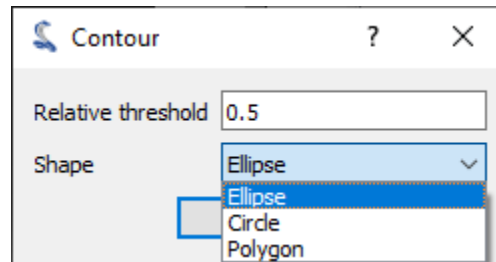 Contour ?
Relative threshold 0.5
Shape Ellipse
Ellipse
Circle
Polygon